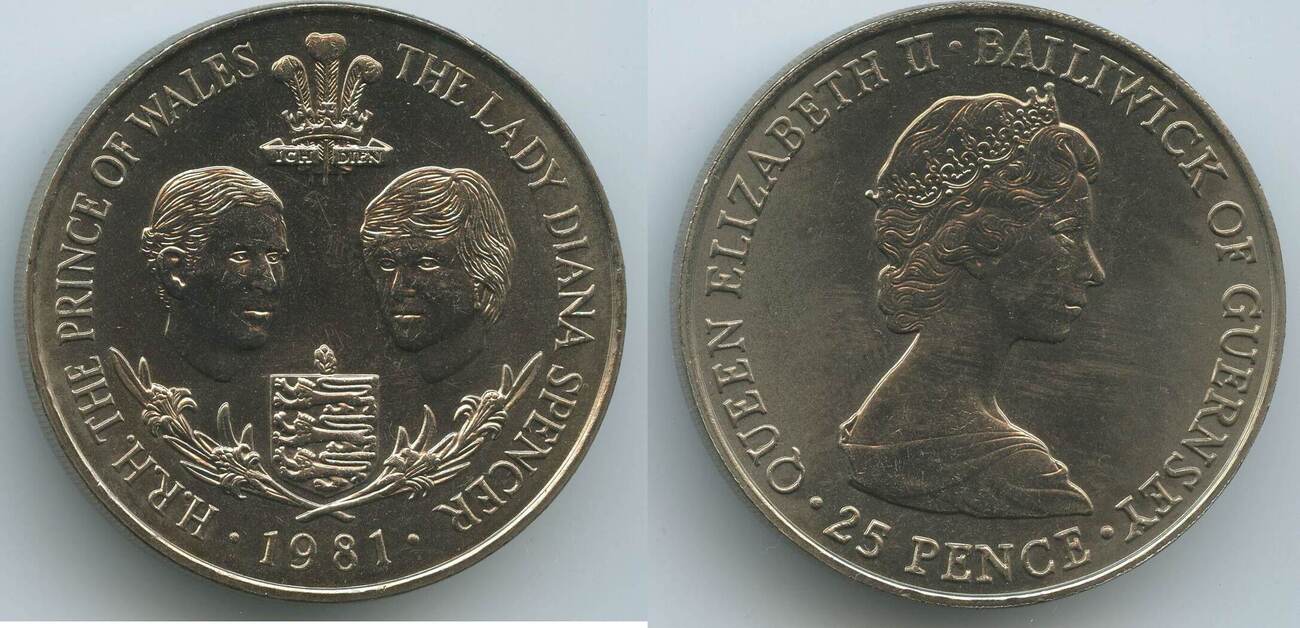 H.R.H. THE PRINCE OF WALES
THE LADY DIANA SPENCER
ICH DIEN
· 1981 ·
QUEEN ELIZABETH II · BAILIWICK OF GUERNSEY ·
25 PENCE ·